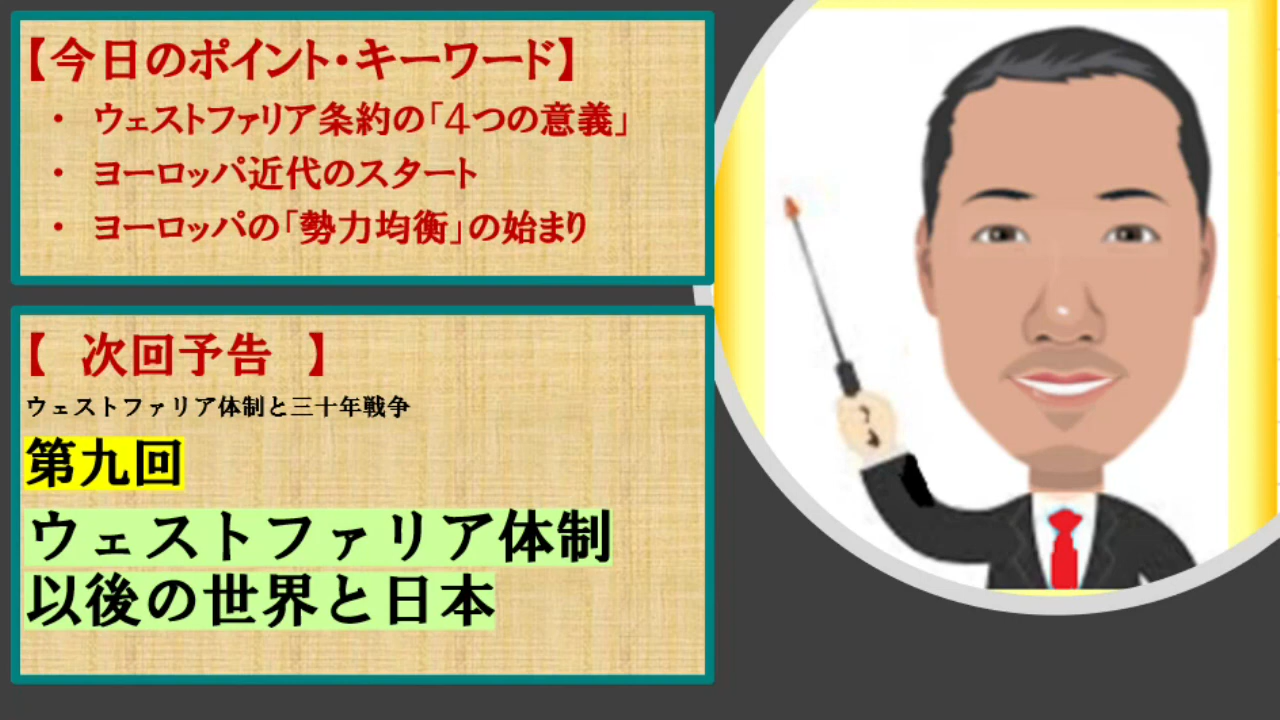 【今日のポイント・キーワード】
・ ウェストファリア条約の「4つの意義」
・ ヨーロッパ近代のスタート
・ ヨーロッパの「勢力均衡」の始まり
【 次回予告 】
ウェストファリア体制と三十年戦争
第九回
ウェストファリア体制
以後の世界と日本